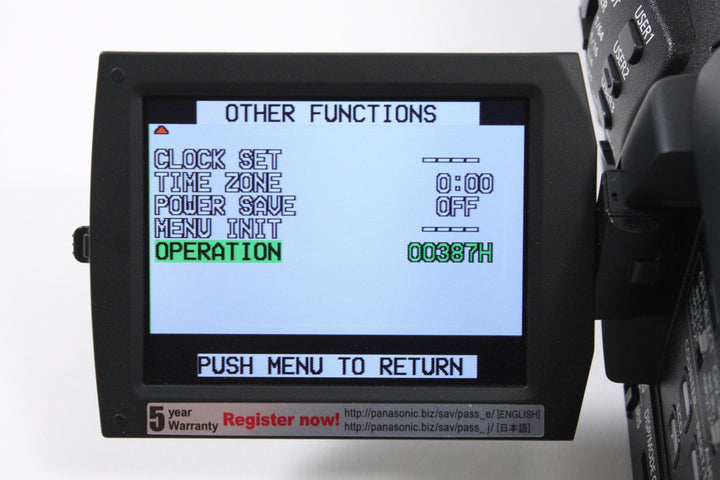 OTHER FUNCTIONS
CLOCK SET ----
TIME ZONE 0:00
POWER SAVE OFF
MENU INIT ----
OPERATION 00387H
PUSH MENU TO RETURN
5 year Warranty
Register now!
http://panasonic.biz/sav/pass_e/ [ENGLISH]
http://panasonic.biz/sav/pass_j/ [日本語]
USER1
USER2